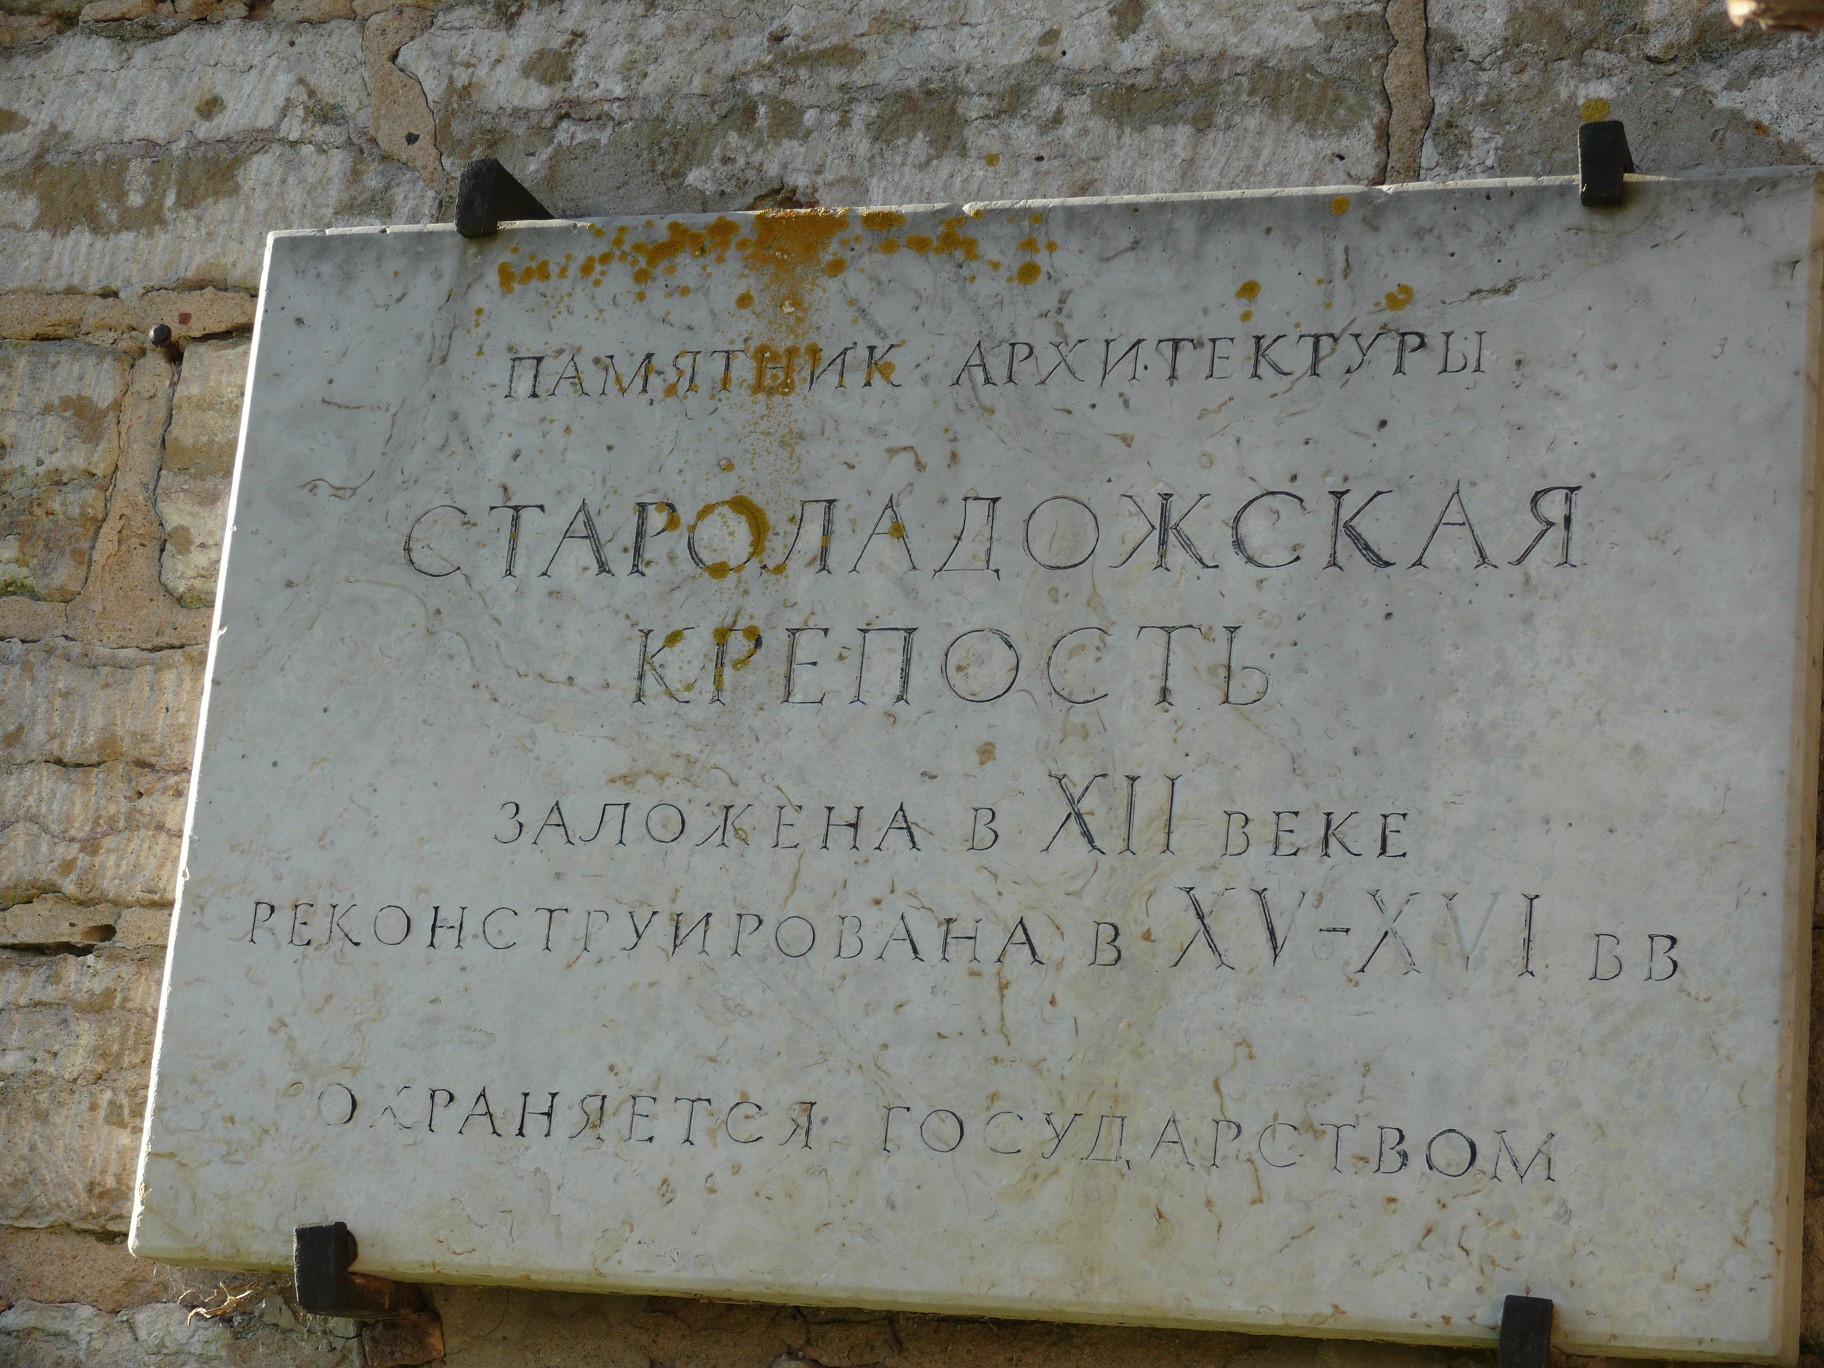 ПАМЯТНИК АРХИТЕКТУРЫ
СТАРОЛАДОЖСКАЯ
КРЕПОСТЬ
ЗАЛОЖЕНА В XII ВЕКЕ
РЕКОНСТРУИРОВАНА В XV-XVI ВВ
ОХРАНЯЕТСЯ ГОСУДАРСТВОМ